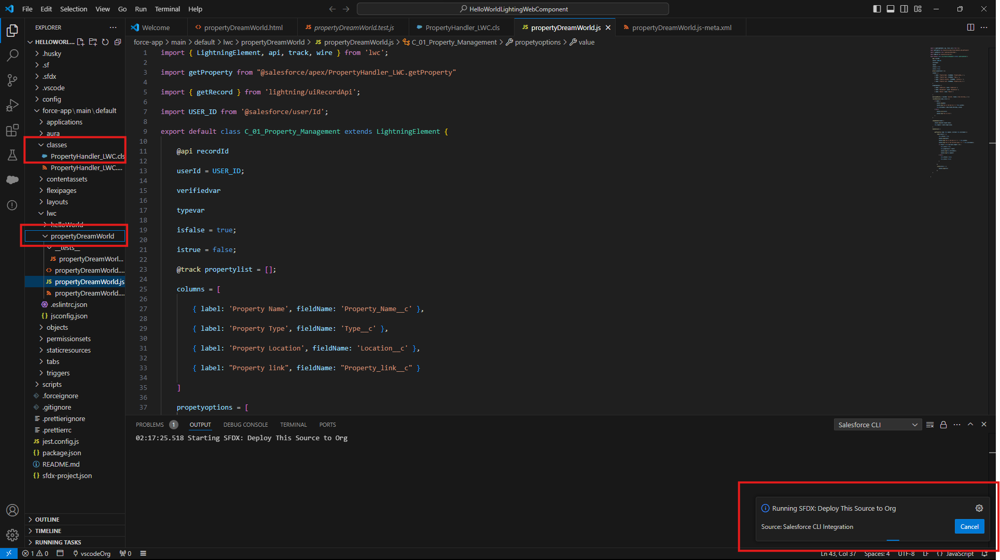 File Edit Selection View Go Run Terminal Help
HelloWorldLightingWebComponent
EXPLORER
HELLOWORL...
.husky
.sf
.sfdx
.vscode
config
force-app\main\default
applications
aura
classes
PropertyHandler_LWC.cls
PropertyHandler_LWC....
contentassets
flexipages
layouts
lwc
helloWorld
propertyDreamWorld
__tests__
JS propertyDreamWorl...
<> propertyDreamWorld....
JS propertyDreamWorld.js
propertyDreamWorld....
.eslintrc.json
{} jsconfig.json
objects
permissionsets
staticresources
tabs
triggers
scripts
.forceignore
.gitignore
.prettierignore
.prettierrc
JS jest.config.js
{} package.json
README.md
{} sfdx-project.json
OUTLINE
TIMELINE
RUNNING TASKS
Welcome <> propertyDreamWorld.html JS propertyDreamWorld.test.js PropertyHandler_LWC.cls JS propertyDreamWorld.js propertyDreamWorld.js-meta.xml
force-app > main > default > lwc > propertyDreamWorld > JS propertyDreamWorld.js > C_01_Property_Management > propetyoptions > value
1 import { LightningElement, api, track, wire } from 'lwc';
2
3 import getProperty from "@salesforce/apex/PropertyHandler_LWC.getProperty"
4
5 import { getRecord } from 'lightning/uiRecordApi';
6
7 import USER_ID from '@salesforce/user/Id';
8
9 export default class C_01_Property_Management extends LightningElement {
10
11 @api recordId
12
13 userId = USER_ID;
14
15 verifiedvar
16
17 typevar
18
19 isfalse = true;
20
21 istrue = false;
22
23 @track propertylist = [];
24
25 columns = [
26
27 { label: 'Property Name', fieldName: 'Property_Name__c' },
28
29 { label: 'Property Type', fieldName: 'Type__c' },
30
31 { label: 'Property Location', fieldName: 'Location__c' },
32
33 { label: "Property link", fieldName: "Property_link__c" }
34
35 ]
36
37 propetyoptions = [
PROBLEMS 1 OUTPUT DEBUG CONSOLE TERMINAL PORTS
Salesforce CLI
02:17:25.518 Starting SFDX: Deploy This Source to Org
Running SFDX: Deploy This Source to Org
Source: Salesforce CLI Integration
Cancel
1 0 vscodeOrg 0
Ln 43, Col 37 Spaces: 4 UTF-8 LF {} JavaScript